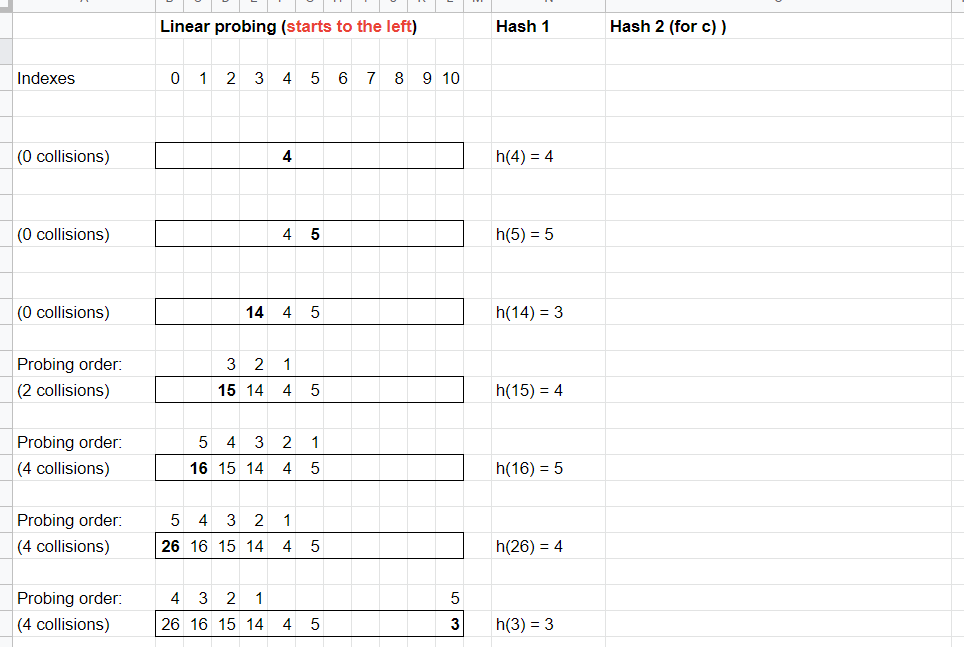 Linear probing (starts to the left) Hash 1 Hash 2 (for c) )
Indexes 0 1 2 3 4 5 6 7 8 9 10
(0 collisions) 4 h(4) = 4
(0 collisions) 4 5 h(5) = 5
(0 collisions) 14 4 5 h(14) = 3
Probing order: 3 2 1
(2 collisions) 15 14 4 5 h(15) = 4
Probing order: 5 4 3 2 1
(4 collisions) 16 15 14 4 5 h(16) = 5
Probing order: 5 4 3 2 1
(4 collisions) 26 16 15 14 4 5 h(26) = 4
Probing order: 4 3 2 1 5
(4 collisions) 26 16 15 14 4 5 3 h(3) = 3